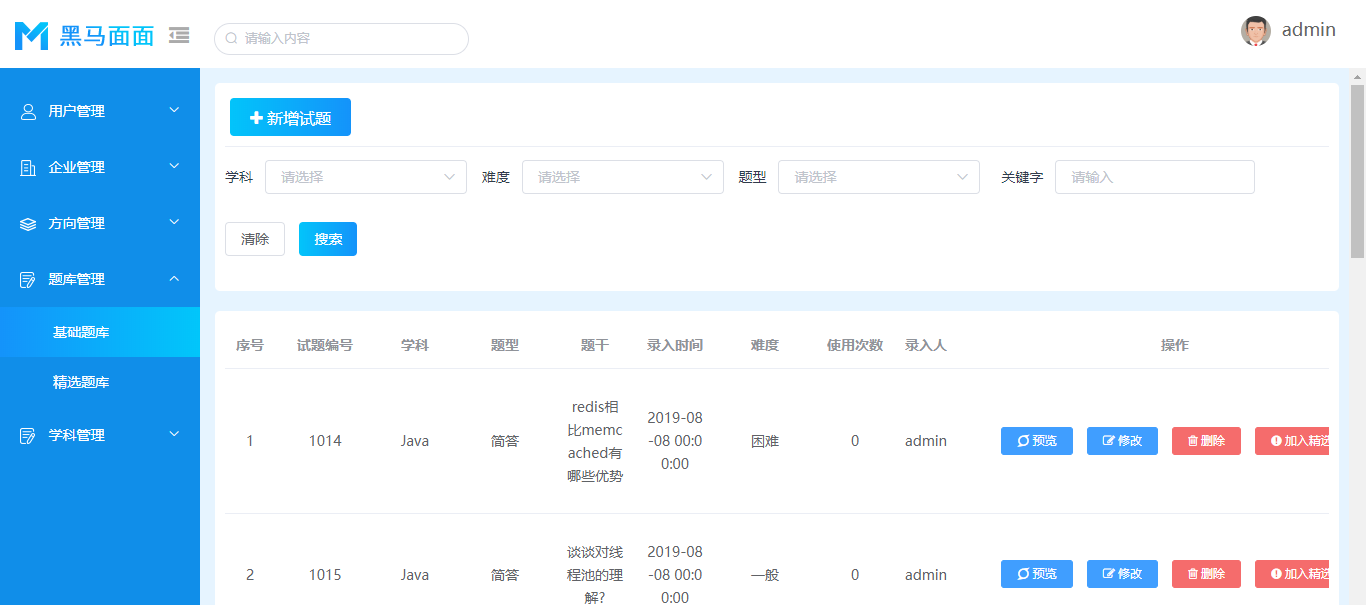 黑马面面
请输入内容
admin
用户管理
企业管理
方向管理
题库管理
基础题库
精选题库
学科管理
新增试题
学科 请选择 难度 请选择 题型 请选择 关键字 请输入
清除 搜索
序号 试题编号 学科 题型 题干 录入时间 难度 使用次数 录入人 操作
1 1014 Java 简答 redis相比memcached有哪些优势 2019-08-08 00:00:00 困难 0 admin 预览 修改 删除 加入精选
2 1015 Java 简答 谈谈对线程池的理解? 2019-08-08 00:00:00 一般 0 admin 预览 修改 删除 加入精选